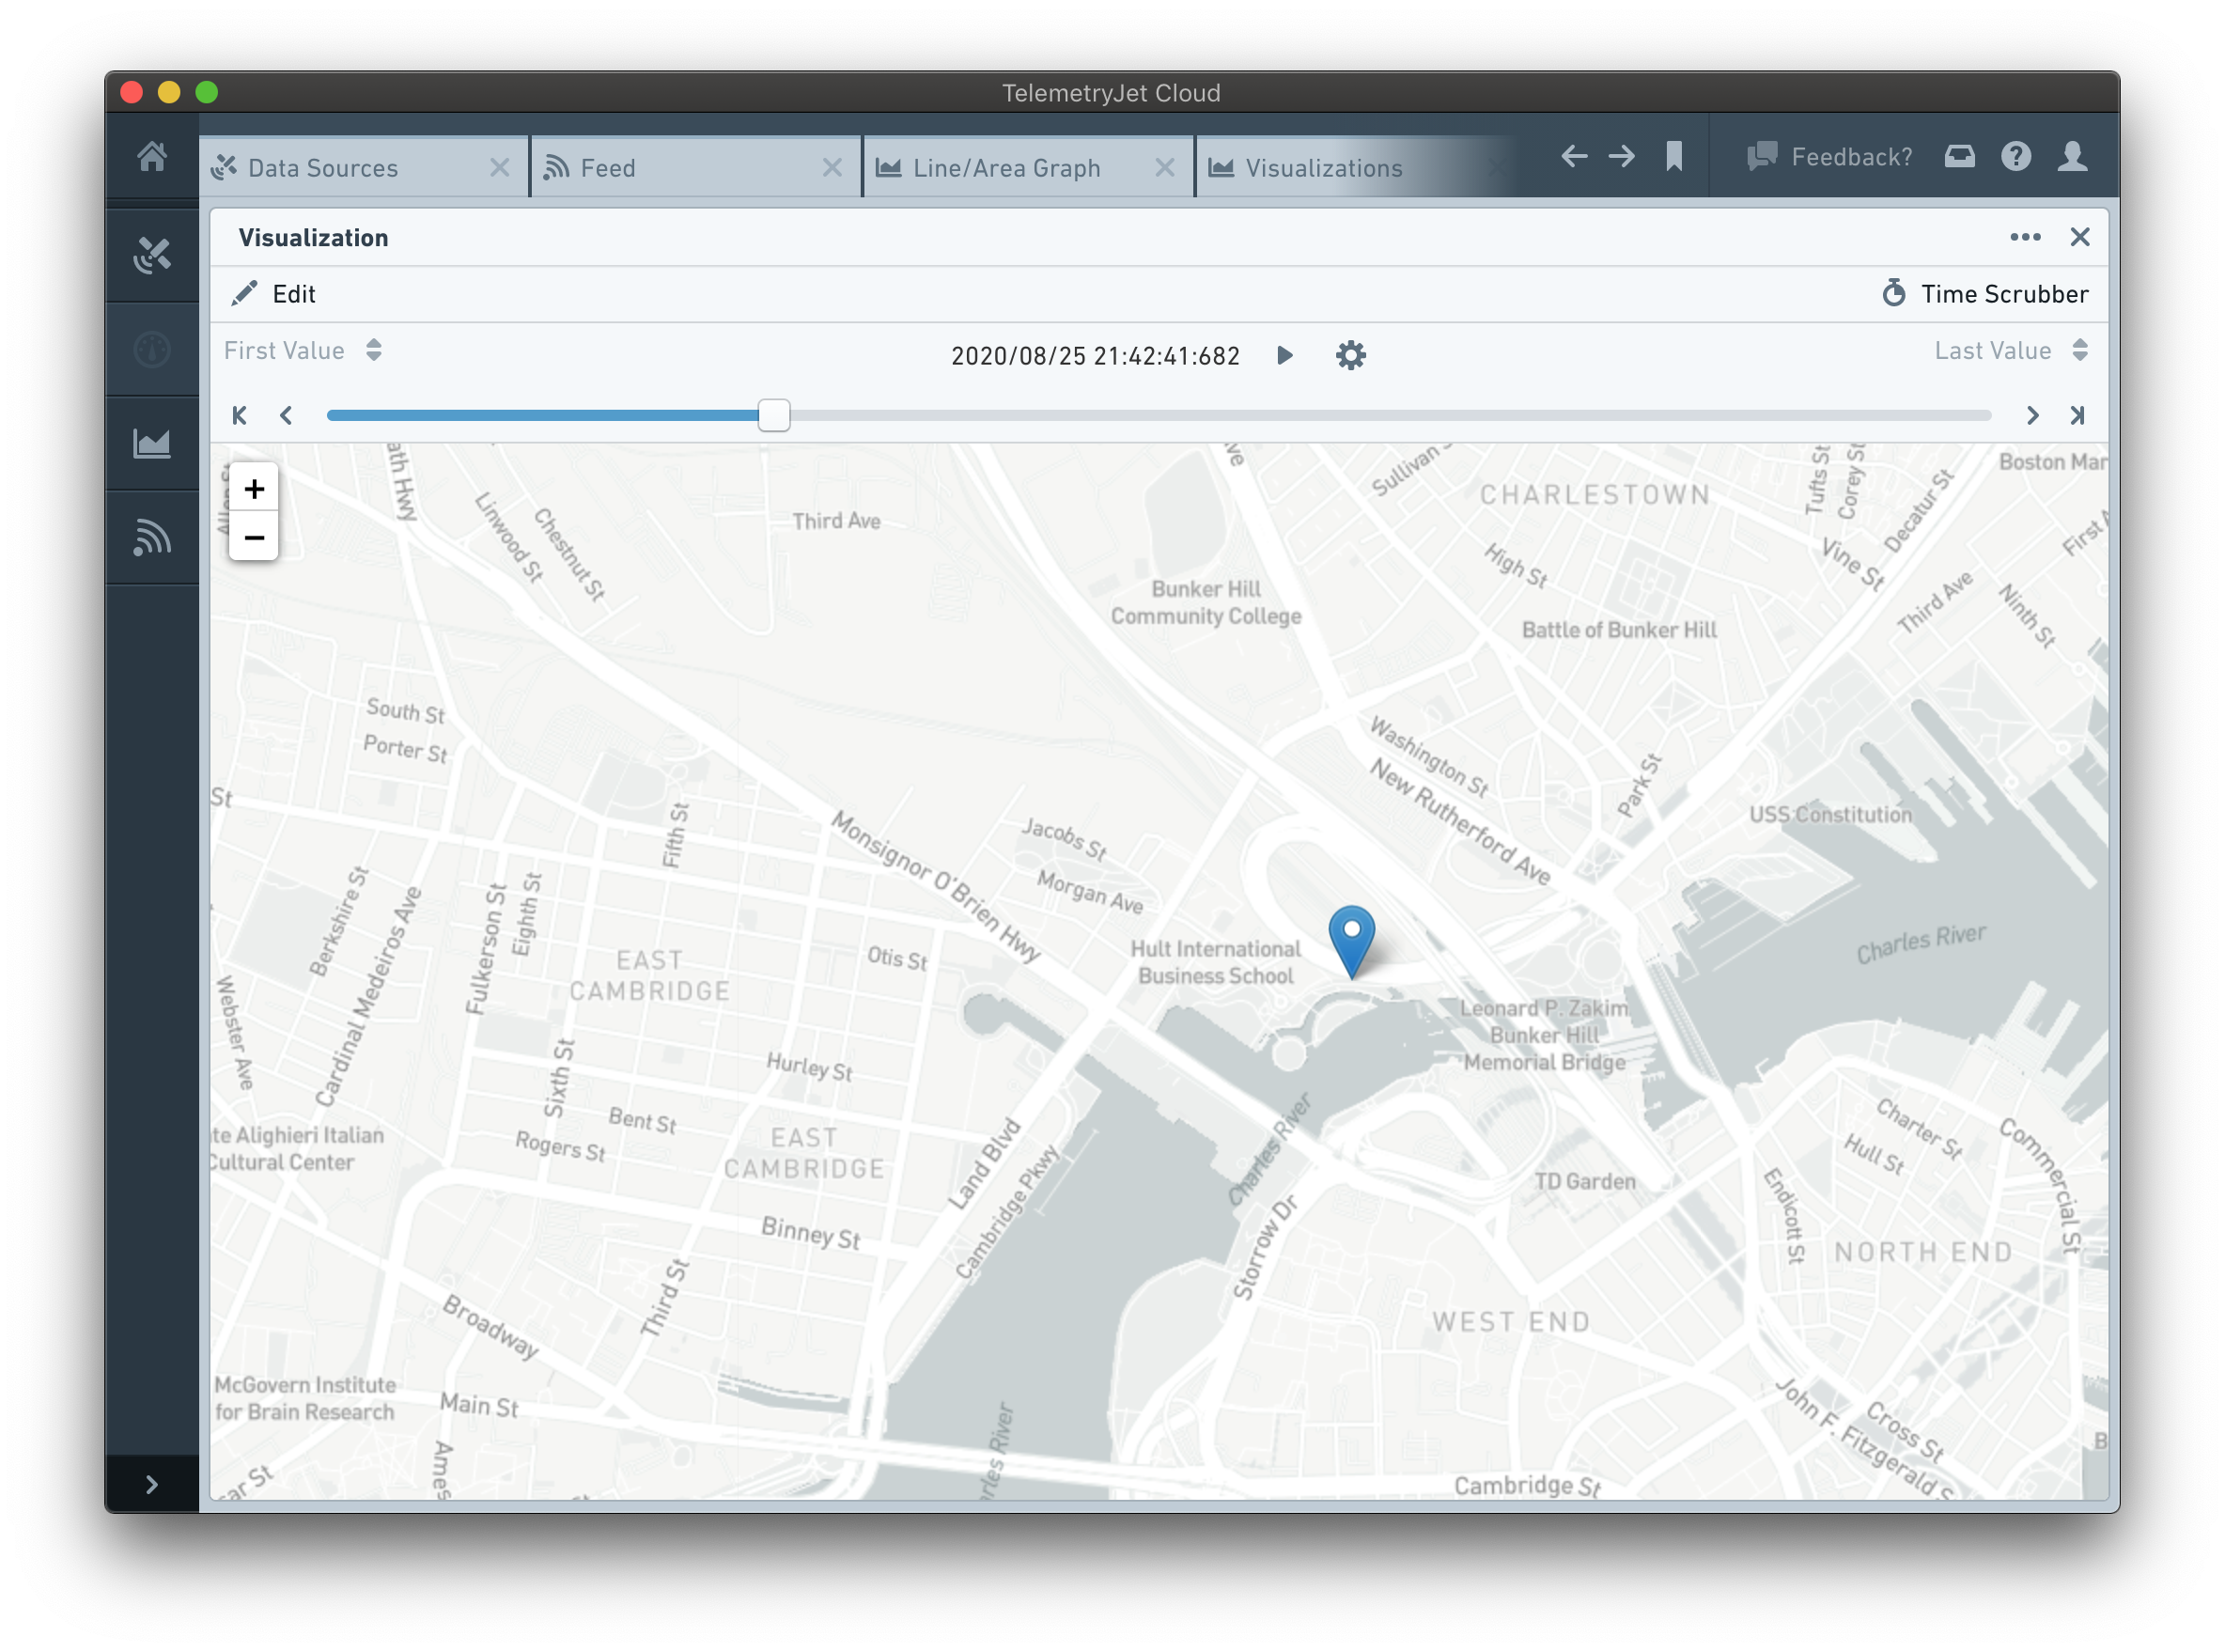 TelemetryJet Cloud
Data Sources
Feed
Line/Area Graph
Visualizations
Feedback?
Visualization
Edit
Time Scrubber
First Value
2020/08/25 21:42:41:682
Last Value
+
−
Linwood St
Chestnut St
Third Ave
Sullivan
CHARLESTOWN
Tufts St
Corey St
Decatur St
Boston Mar
First A
Bunker Hill
Community College
High St
Vine St
Battle of Bunker Hill
Third Ave
Ninth St
South St
Porter St
Washington St
New Rutherford Ave
Park St
USS Constitution
St
Fifth St
Monsignor O'Brien Hwy
Jacobs St
Morgan Ave
Berkshire St
Cardinal Medeiros Ave
Fulkerson St
Eighth St
EAST
CAMBRIDGE
Otis St
Hult International
Business School
Charles River
Webster Ave
Leonard P. Zakim
Bunker Hill
Memorial Bridge
Sixth St
Hurley St
Bent St
Rogers St
EAST
CAMBRIDGE
Land Blvd
Cambridge Pkwy
Charles River
te Alighieri Italian
Cultural Center
TD Garden
Charter St
Hull St
Commercial St
Endicott St
Binney St
Third St
Storrow Dr
NORTH END
WEST END
Broadway
McGovern Institute
for Brain Research
Main St
Ames
Charles River
John F. Fitzgerald S
Cross St
Cambridge St
ar St